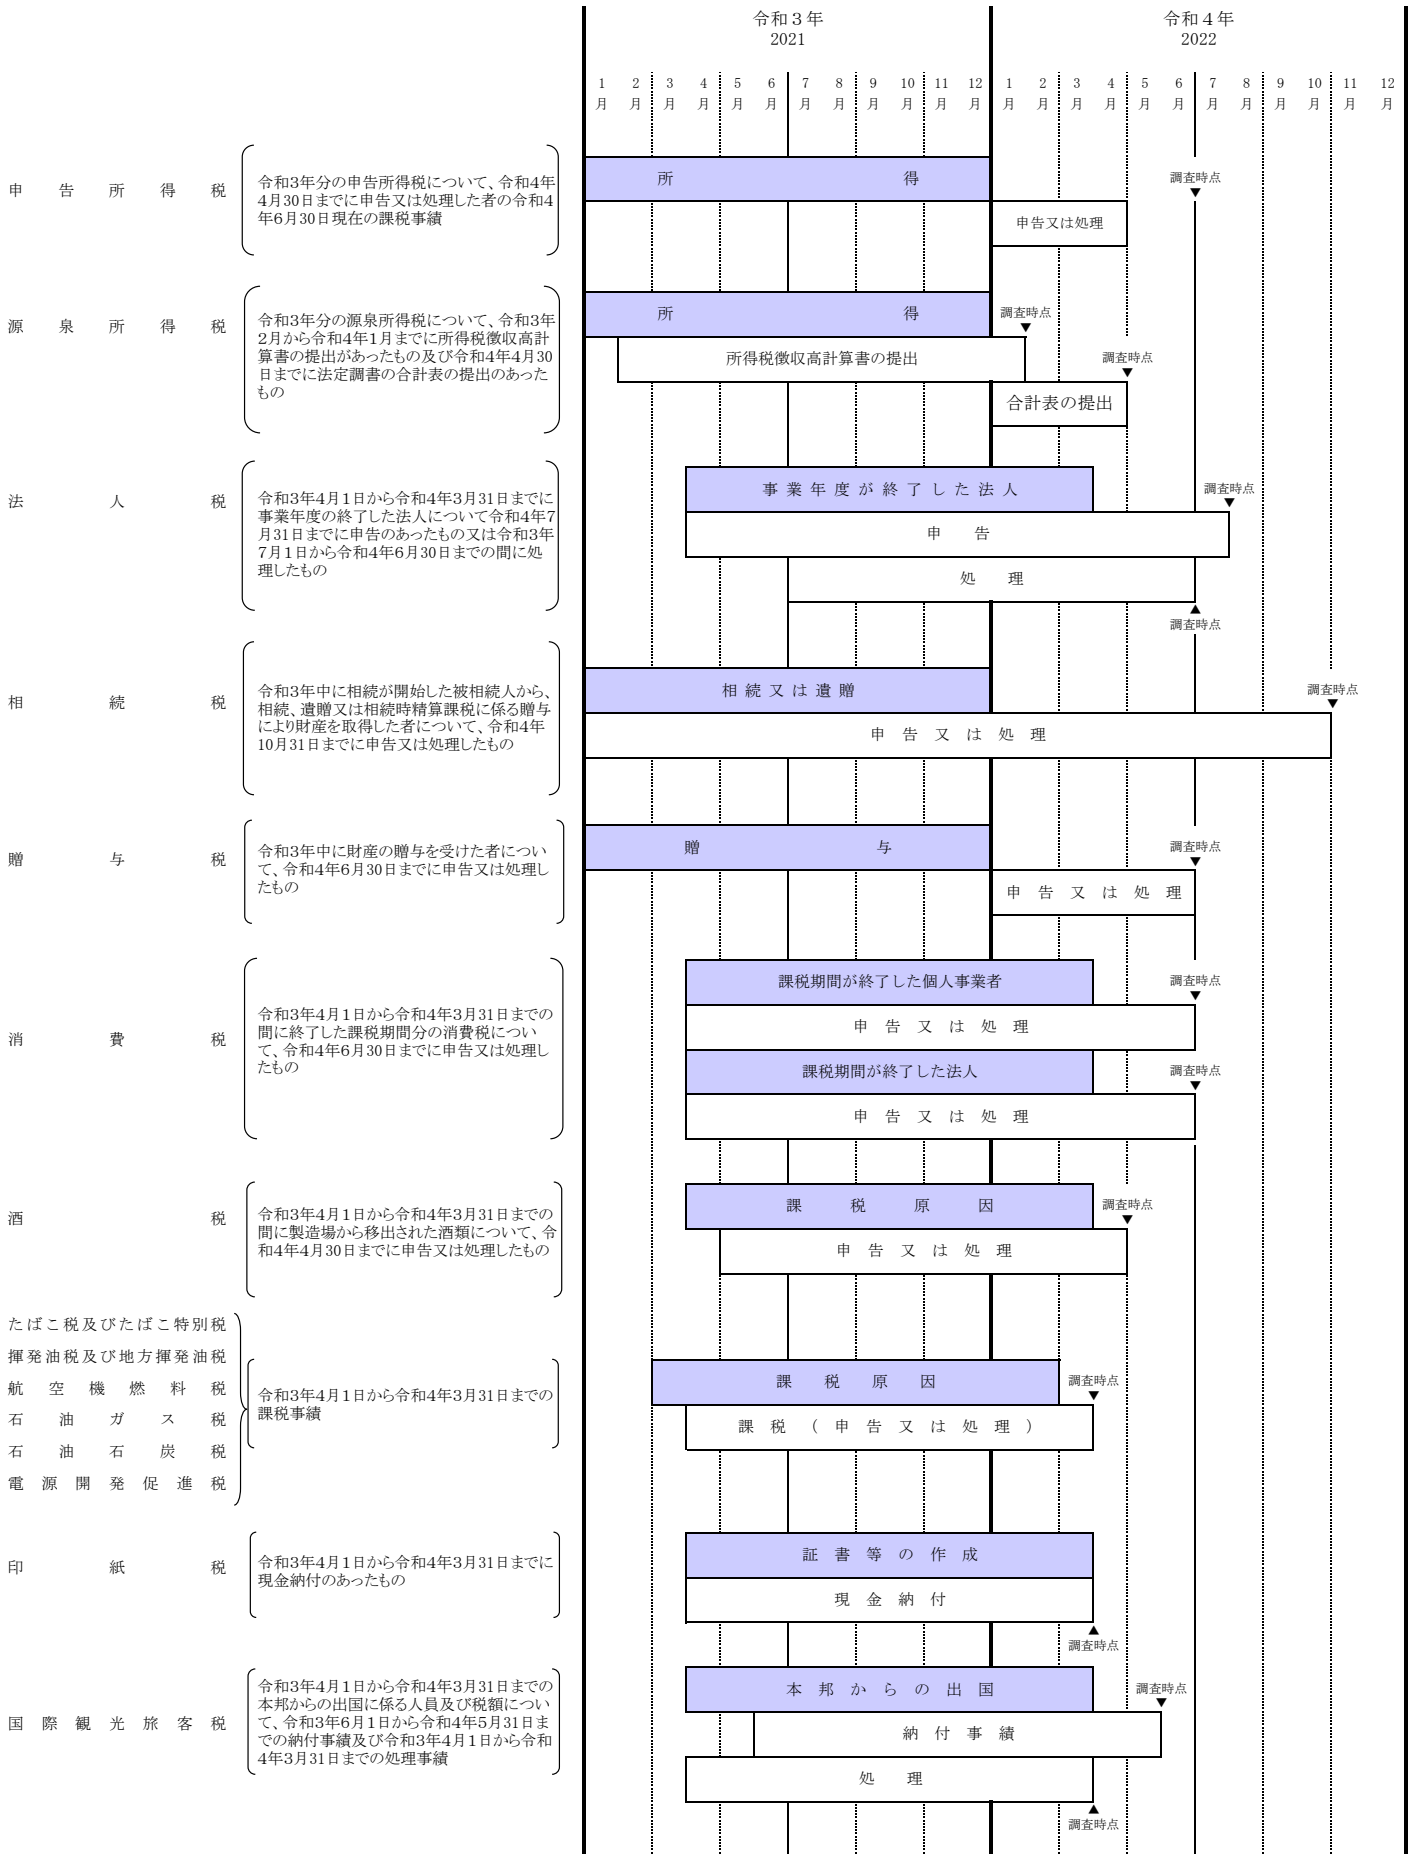 令和３年
2021
令和４年
2022
1 2 3 4 5 6 7 8 9 10 11 12 1 2 3 4 5 6 7 8 9 10 11 12
月 月 月 月 月 月 月 月 月 月 月 月 月 月 月 月 月 月 月 月 月 月 月 月
申告所得税
令和3年分の申告所得税について、令和4年
4月30日までに申告又は処理した者の令和4
年6月30日現在の課税事績
所得
調査時点
申告又は処理
源泉所得税
令和3年分の源泉所得税について、令和3年
2月から令和4年1月までに所得税徴収高計
算書の提出があったもの及び令和4年4月30
日までに法定調書の合計表の提出のあった
もの
所得
調査時点
所得税徴収高計算書の提出
調査時点
合計表の提出
法人税
令和3年4月1日から令和4年3月31日までに
事業年度の終了した法人について令和4年7
月31日までに申告のあったもの又は令和3年
7月1日から令和4年6月30日までの間に処
理したもの
事業年度が終了した法人
調査時点
申告
処理
調査時点
相続税
令和3年中に相続が開始した被相続人から、
相続、遺贈又は相続時精算課税に係る贈与
により財産を取得した者について、令和4年
10月31日までに申告又は処理したもの
相続又は遺贈
調査時点
申告又は処理
贈与税
令和3年中に財産の贈与を受けた者につい
て、令和4年6月30日までに申告又は処理し
たもの
贈与
調査時点
申告又は処理
消費税
令和3年4月1日から令和4年3月31日までの
間に終了した課税期間分の消費税につい
て、令和4年6月30日までに申告又は処理し
たもの
課税期間が終了した個人事業者
調査時点
申告又は処理
課税期間が終了した法人
調査時点
申告又は処理
酒税
令和3年4月1日から令和4年3月31日までの
間に製造場から移出された酒類について、令
和4年4月30日までに申告又は処理したもの
課税原因
調査時点
申告又は処理
たばこ税及びたばこ特別税
揮発油税及び地方揮発油税
航空機燃料税
石油ガス税
石油石炭税
電源開発促進税
令和3年4月1日から令和4年3月31日までの
課税事績
課税原因
調査時点
課税（申告又は処理）
印紙税
令和3年4月1日から令和4年3月31日までに
現金納付のあったもの
証書等の作成
現金納付
調査時点
国際観光旅客税
令和3年4月1日から令和4年3月31日までの
本邦からの出国に係る人員及び税額につい
て、令和3年6月1日から令和4年5月31日ま
での納付事績及び令和3年4月1日から令和
4年3月31日までの処理事績
本邦からの出国
調査時点
納付事績
処理
調査時点